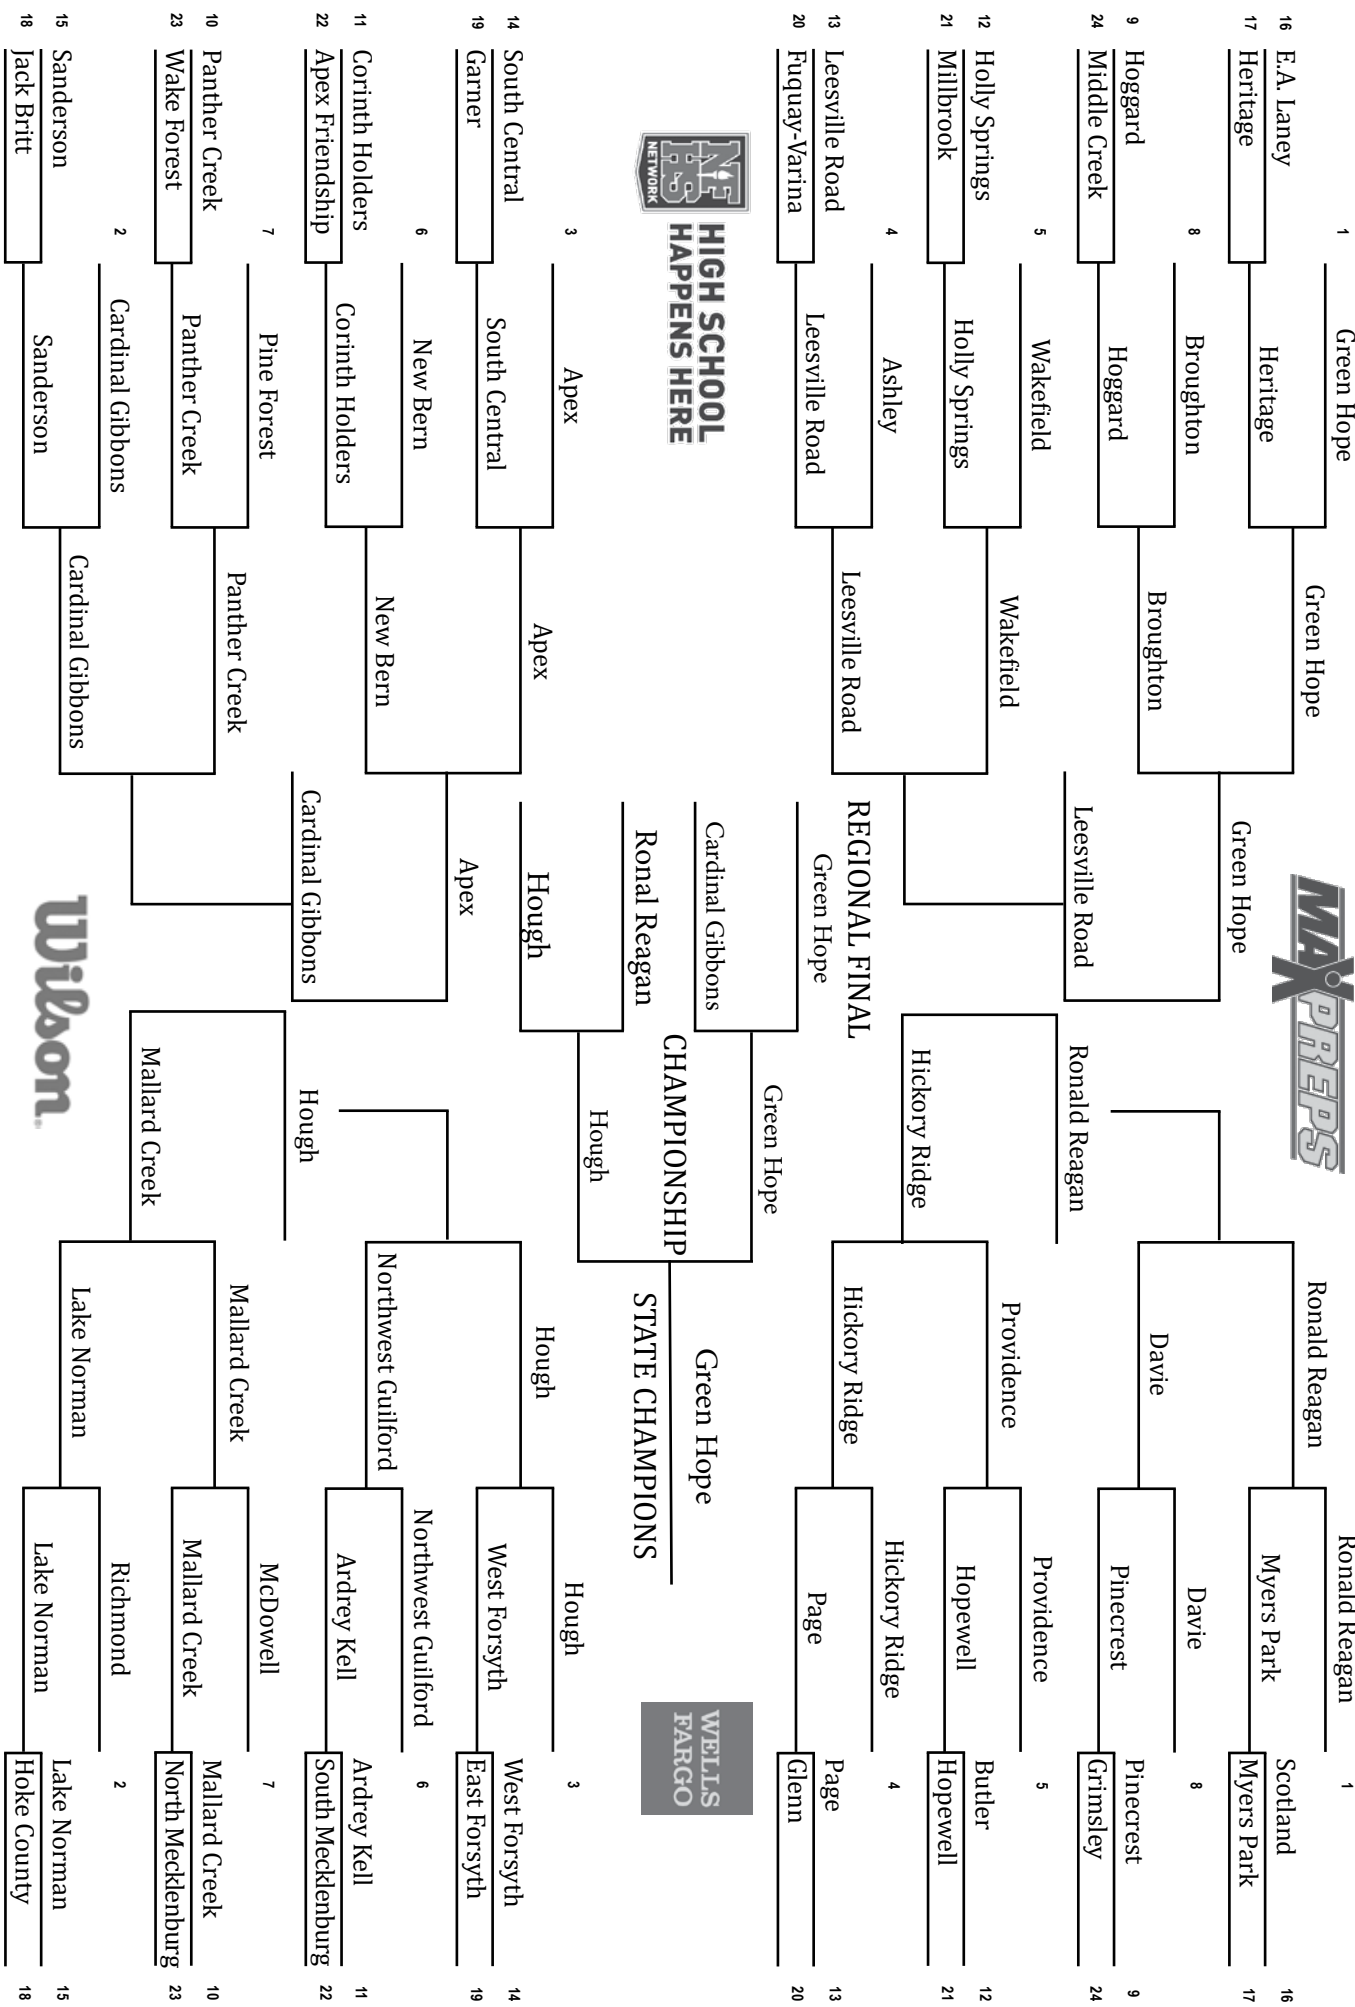 16
E.A. Laney
17
Heritage
9
Hoggard
24
Middle Creek
12
Holly Springs
21
Millbrook
13
Leesville Road
20
Fuquay-Varina
14
South Central
19
Garner
11
Corinth Holders
22
Apex Friendship
10
Panther Creek
23
Wake Forest
15
Sanderson
18
Jack Britt
1
Green Hope
Heritage
8
Broughton
Hoggard
5
Wakefield
Holly Springs
4
Ashley
Leesville Road
NFHS
NETWORK
HIGH SCHOOL
HAPPENS HERE
3
Apex
South Central
6
New Bern
Corinth Holders
7
Pine Forest
Panther Creek
2
Cardinal Gibbons
Sanderson
Green Hope
Broughton
Wakefield
Leesville Road
Apex
New Bern
Panther Creek
Cardinal Gibbons
Green Hope
Leesville Road
Apex
Cardinal Gibbons
MAXPREPS
REGIONAL FINAL
Green Hope
Cardinal Gibbons
Ronal Reagan
Hough
Wilson
CHAMPIONSHIP
Green Hope
Hough
Green Hope
STATE CHAMPIONS
Ronald Reagan
Hickory Ridge
Hough
Mallard Creek
Ronald Reagan
Davie
Providence
Hickory Ridge
Hough
Northwest Guilford
Mallard Creek
Lake Norman
Ronald Reagan
1
Myers Park
Davie
8
Pinecrest
Providence
5
Hopewell
Hickory Ridge
4
Page
WELLS
FARGO
Hough
3
West Forsyth
Northwest Guilford
6
Ardrey Kell
McDowell
7
Mallard Creek
Richmond
2
Lake Norman
Scotland
16
Myers Park
17
Pinecrest
9
Grimsley
24
Butler
12
Hopewell
21
Page
13
Glenn
20
West Forsyth
14
East Forsyth
19
Ardrey Kell
11
South Mecklenburg
22
Mallard Creek
10
North Mecklenburg
23
Lake Norman
15
Hoke County
18